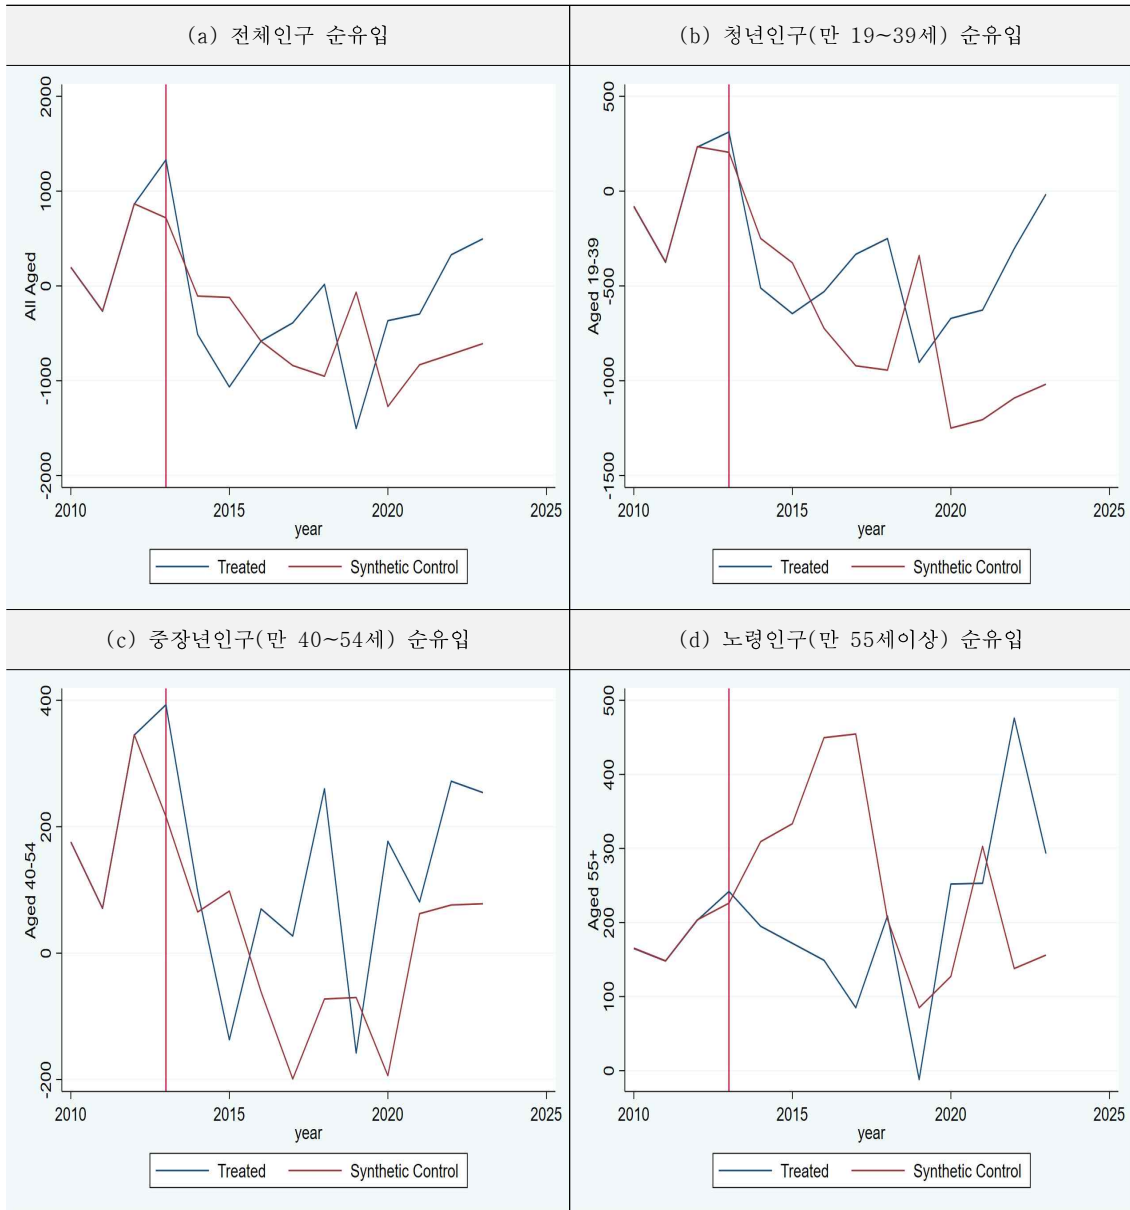 (a) 전체인구 순유입
(b) 청년인구(만 19~39세) 순유입
All Aged
2000
1000
0
-1000
-2000
2010
2015
2020
2025
year
Treated
Synthetic Control
Aged 19-39
500
0
-500
-1000
-1500
2010
2015
2020
2025
year
Treated
Synthetic Control
(c) 중장년인구(만 40~54세) 순유입
(d) 노령인구(만 55세이상) 순유입
Aged 40-54
400
200
0
-200
2010
2015
2020
2025
year
Treated
Synthetic Control
Aged 55+
500
400
300
200
100
0
2010
2015
2020
2025
year
Treated
Synthetic Control